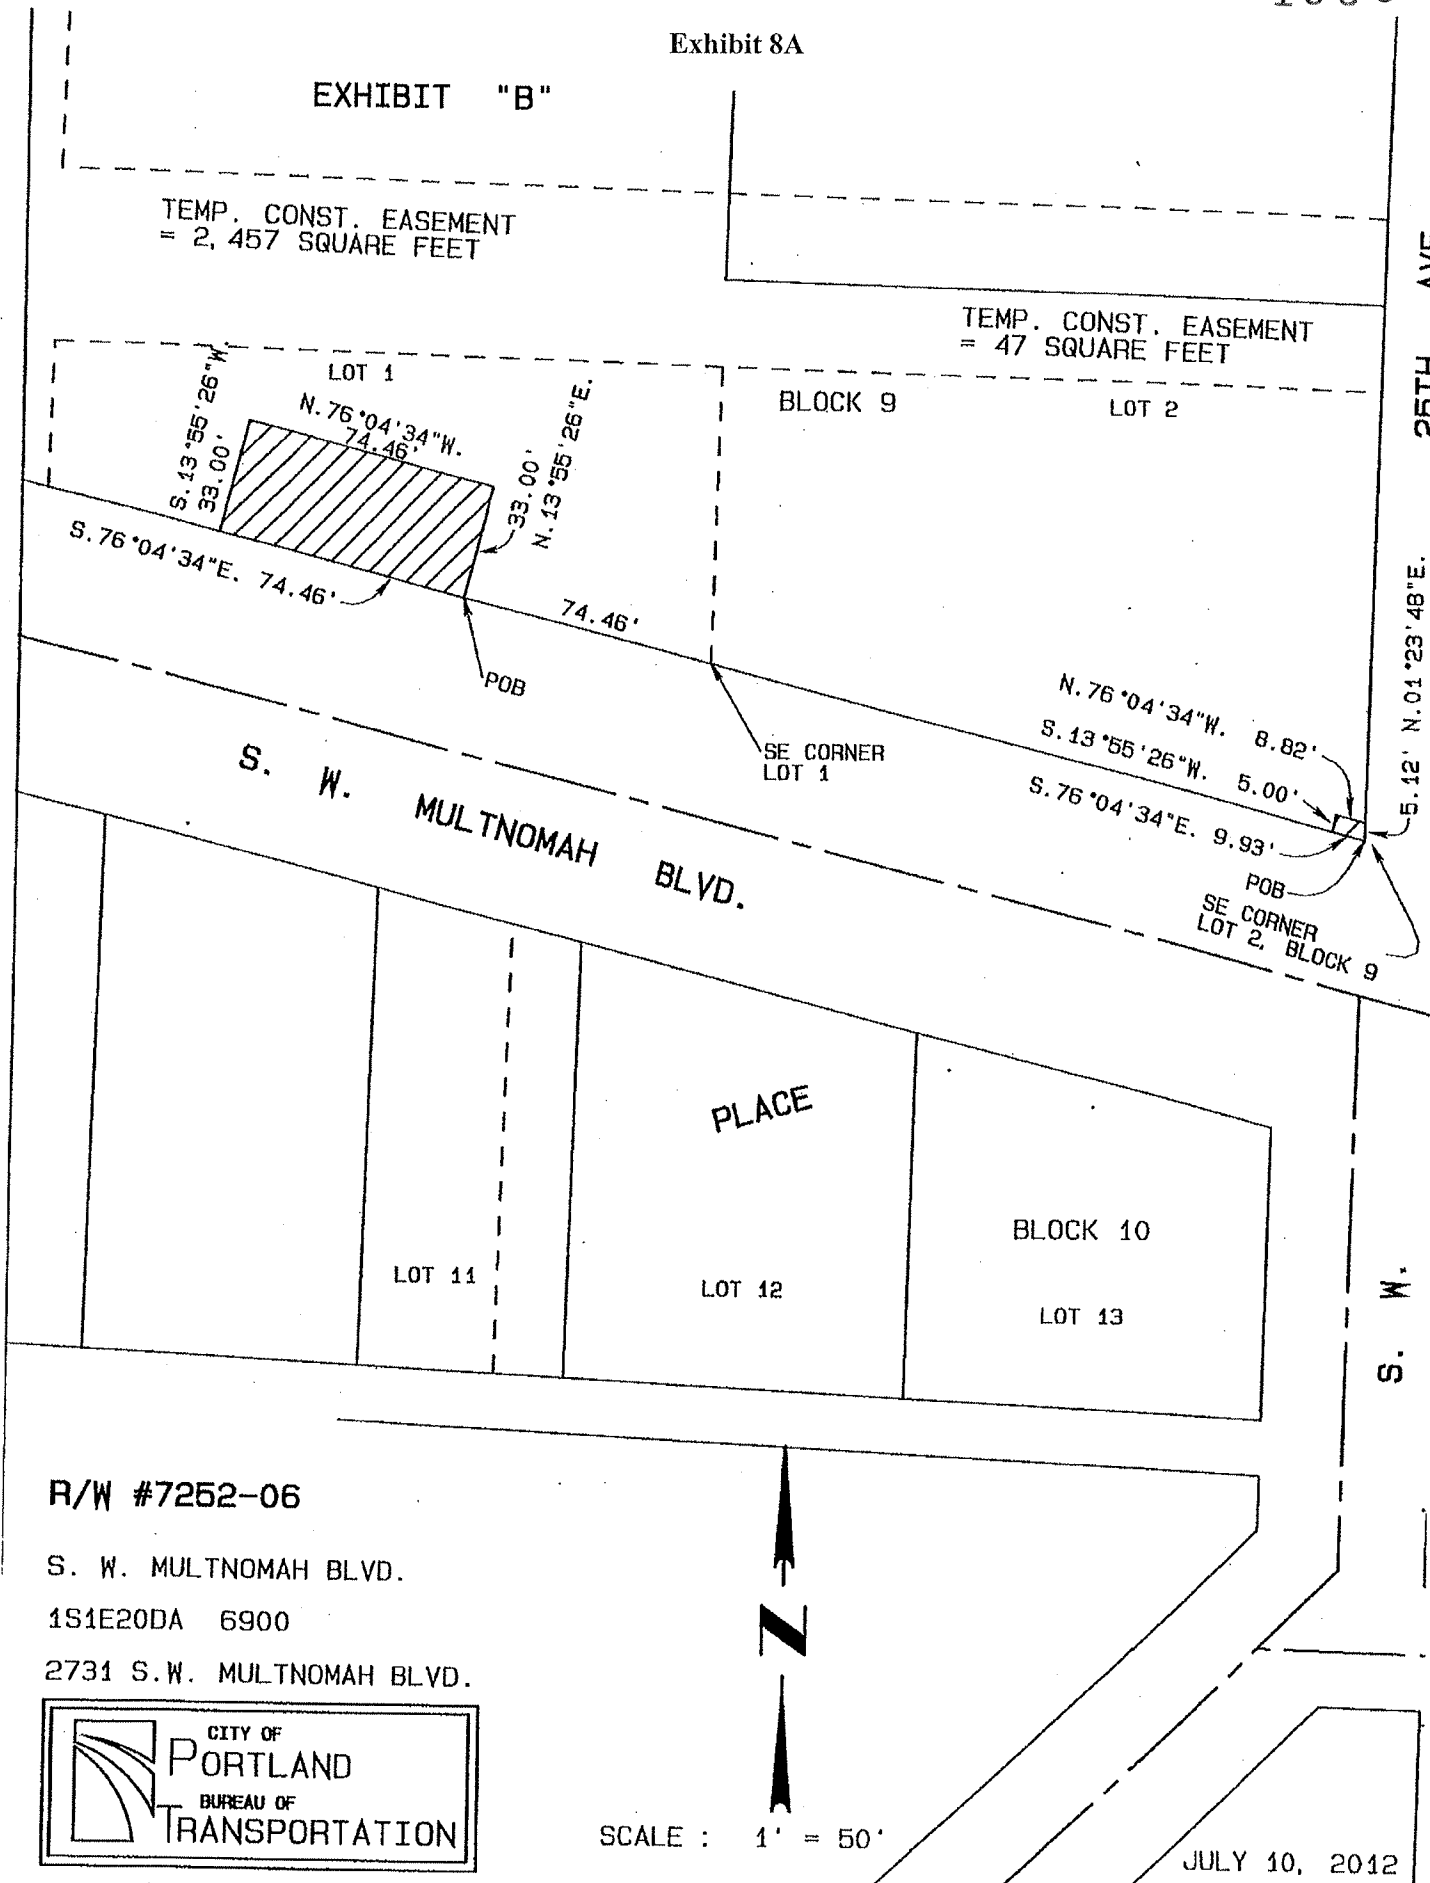 Exhibit 8A
EXHIBIT "B"
TEMP. CONST. EASEMENT
= 2,457 SQUARE FEET
TEMP. CONST. EASEMENT
= 47 SQUARE FEET
25TH AVE
LOT 1
BLOCK 9
LOT 2
N.76°04'34"W.
74.46'
S.13°55'26"W.
33.00'
33.00'
N.13°55'26"E.
S.76°04'34"E. 74.46'
74.46'
POB
SE CORNER
LOT 1
N.76°04'34"W. 8.82'
S.13°55'26"W. 5.00'
S.76°04'34"E. 9.93'
5.12' N.01°23'48"E.
POB
SE CORNER
LOT 2, BLOCK 9
S. W. MULTNOMAH BLVD.
PLACE
BLOCK 10
LOT 11
LOT 12
LOT 13
S. W.
R/W #7252-06
S. W. MULTNOMAH BLVD.
1S1E20DA 6900
2731 S.W. MULTNOMAH BLVD.
N
CITY OF
PORTLAND
BUREAU OF
TRANSPORTATION
SCALE : 1' = 50'
JULY 10, 2012